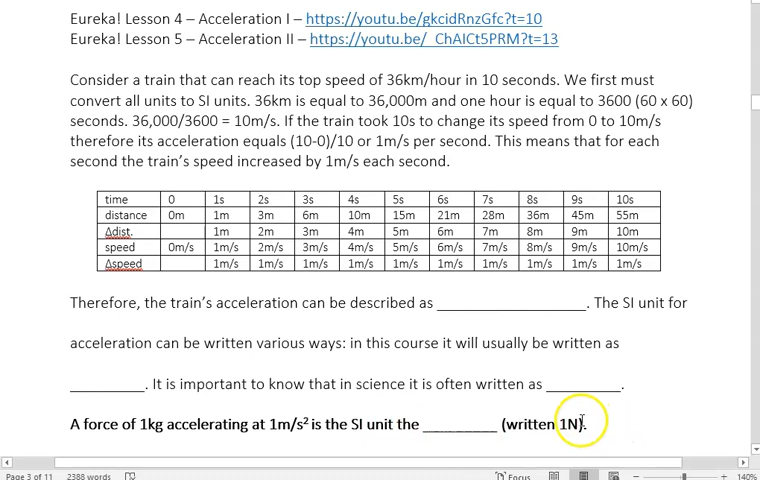 Eureka! Lesson 4 – Acceleration I – https://youtu.be/gkcidRnzGfc?t=10
Eureka! Lesson 5 – Acceleration II – https://youtu.be/_ChAICt5PRM?t=13
Consider a train that can reach its top speed of 36km/hour in 10 seconds. We first must
convert all units to SI units. 36km is equal to 36,000m and one hour is equal to 3600 (60 x 60)
seconds. 36,000/3600 = 10m/s. If the train took 10s to change its speed from 0 to 10m/s
therefore its acceleration equals (10-0)/10 or 1m/s per second. This means that for each
second the train's speed increased by 1m/s each second.
time 0 1s 2s 3s 4s 5s 6s 7s 8s 9s 10s
distance 0m 1m 3m 6m 10m 15m 21m 28m 36m 45m 55m
Δdist. 1m 2m 3m 4m 5m 6m 7m 8m 9m 10m
speed 0m/s 1m/s 2m/s 3m/s 4m/s 5m/s 6m/s 7m/s 8m/s 9m/s 10m/s
Δspeed 1m/s 1m/s 1m/s 1m/s 1m/s 1m/s 1m/s 1m/s 1m/s 1m/s
Therefore, the train's acceleration can be described as ________________. The SI unit for
acceleration can be written various ways: in this course it will usually be written as
________. It is important to know that in science it is often written as ________.
A force of 1kg accelerating at 1m/s² is the SI unit the ________ (written 1N).
Page 3 of 11 2388 words Focus 140%